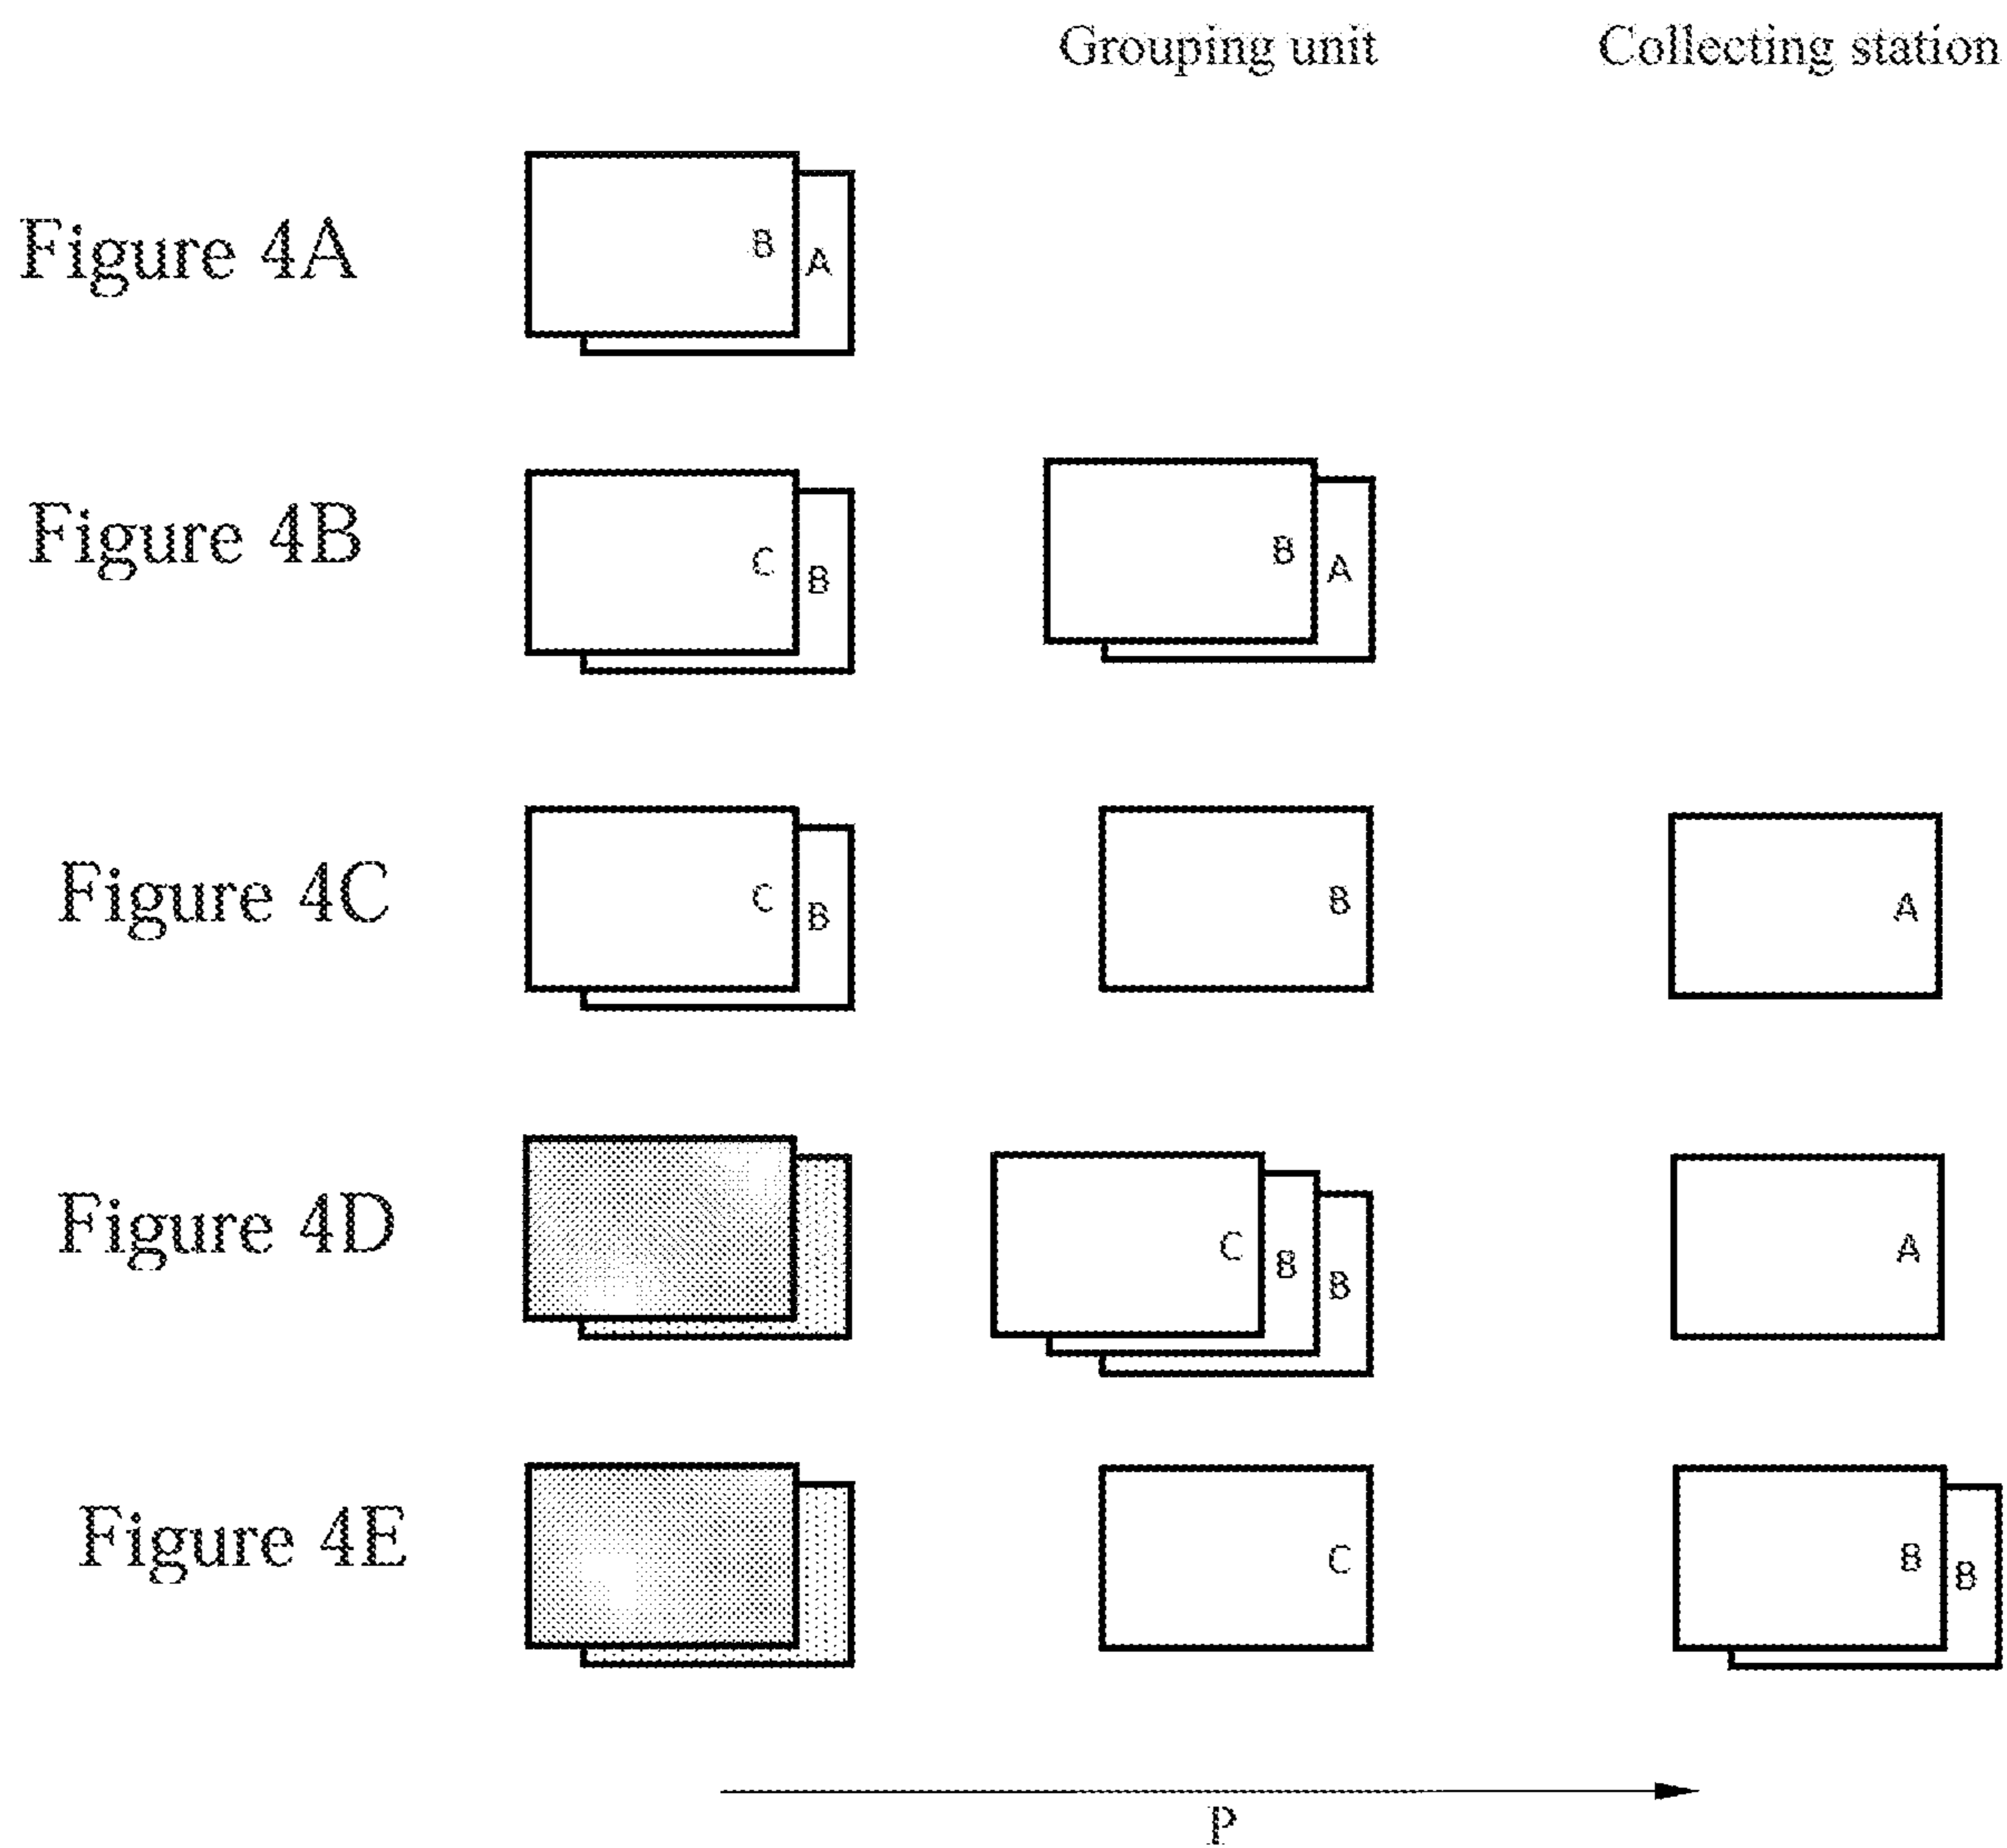 Grouping unit Collecting station
Figure 4A B A
Figure 4B C B B A
Figure 4C C B B A
Figure 4D C B B A
Figure 4E C B B
P